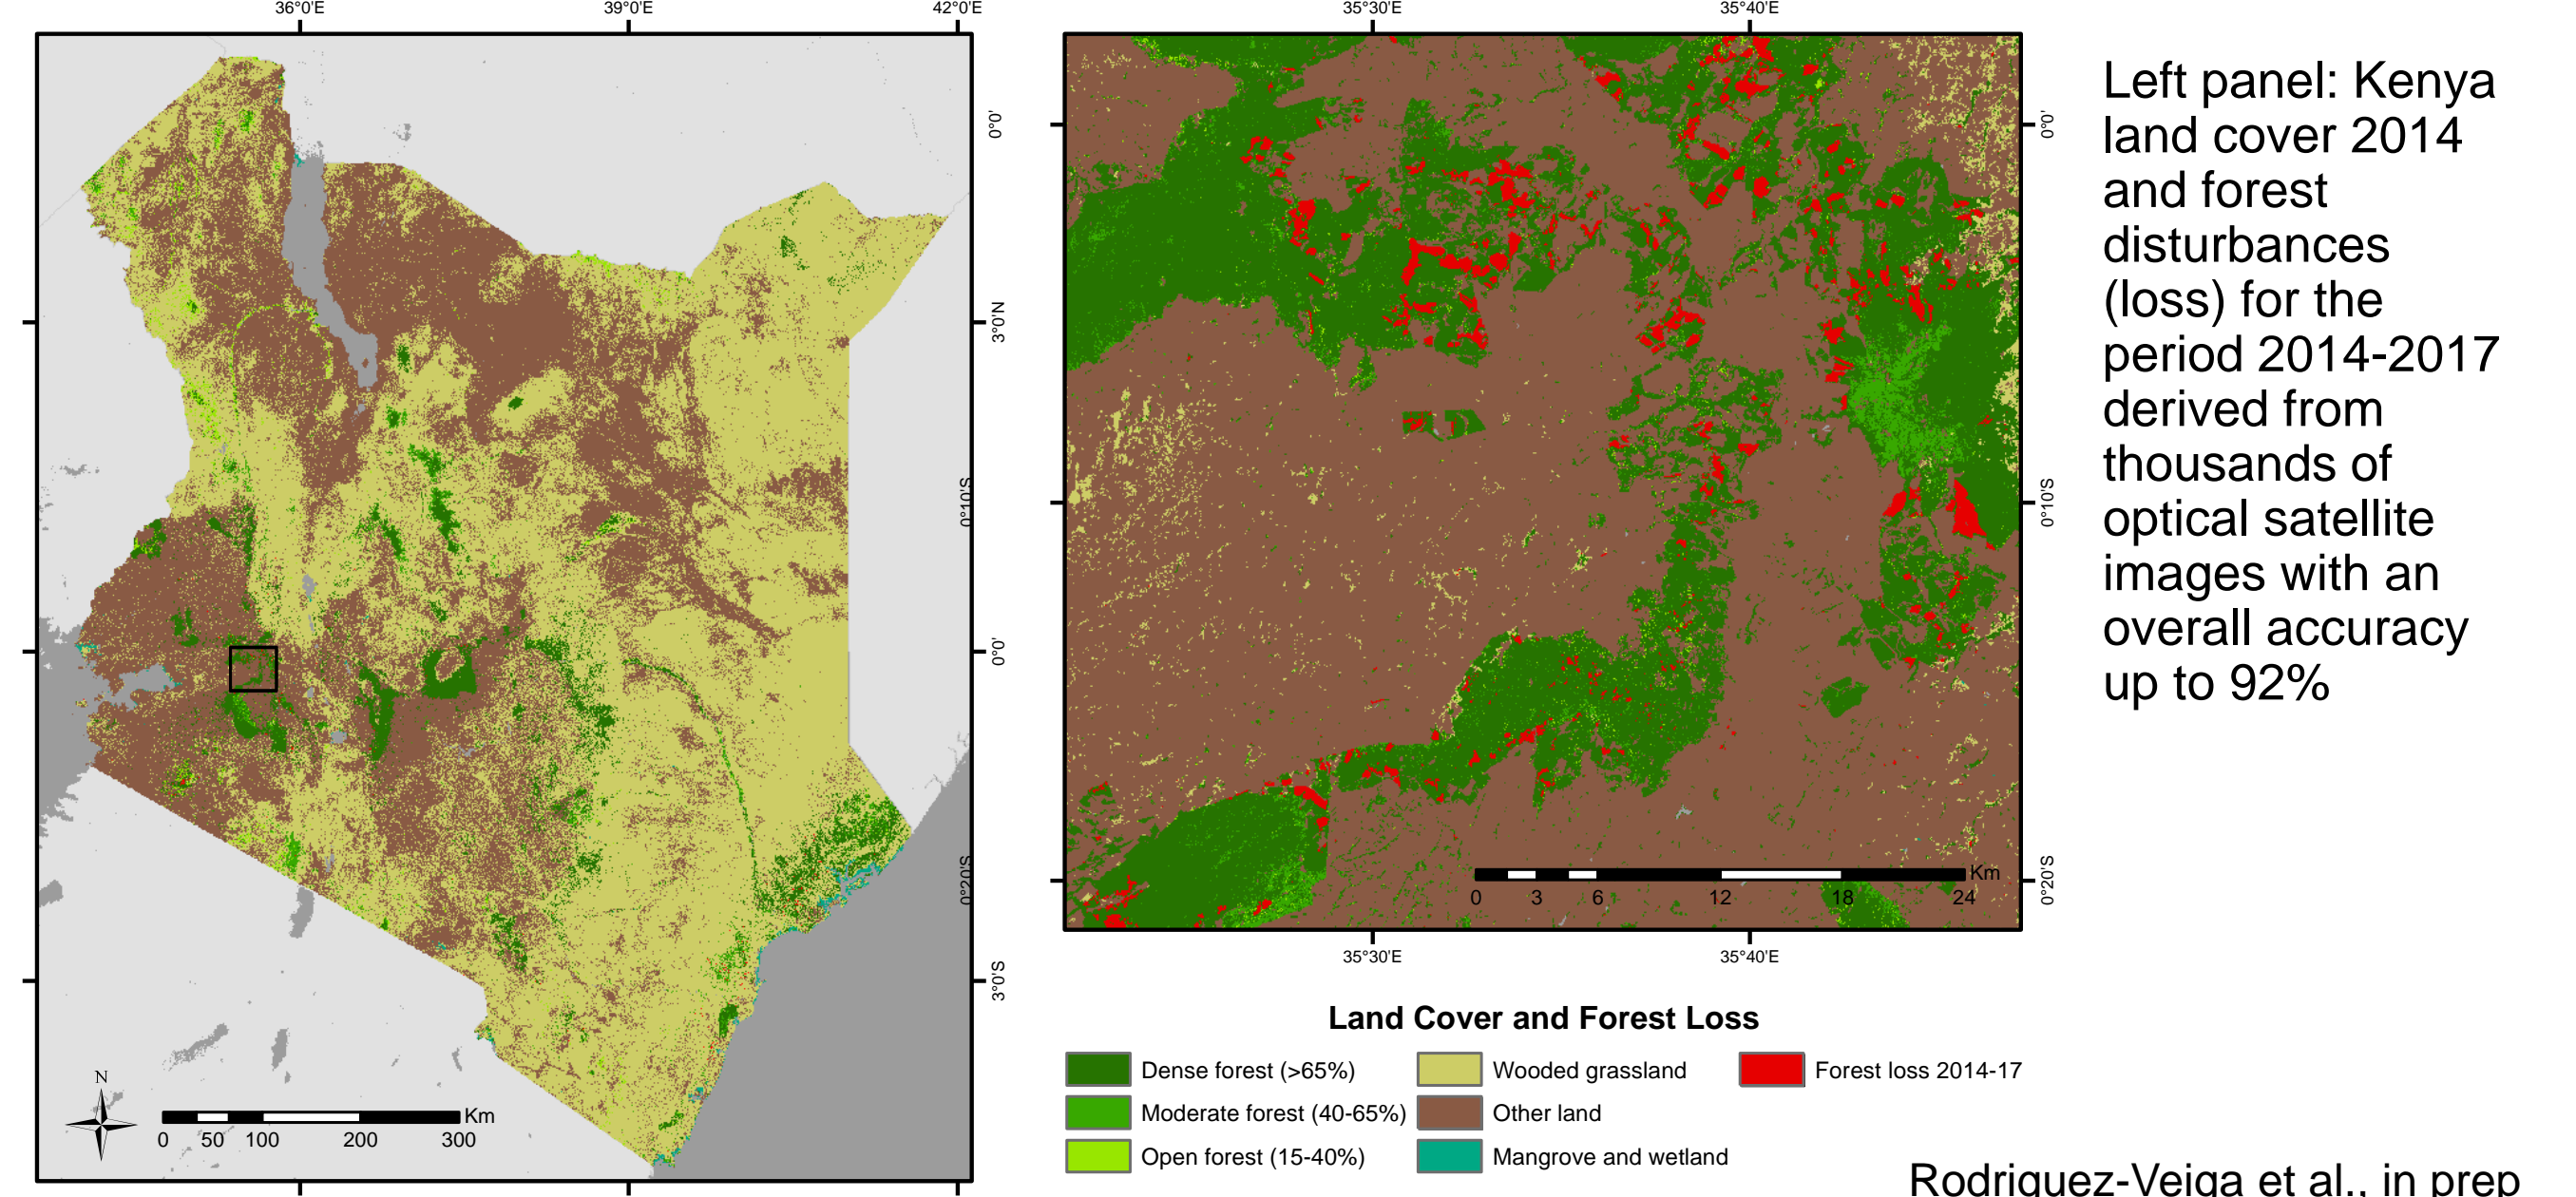 36°0'E 39°0'E 42°0'E
35°30'E 35°40'E
0°0'
3°0'N
0°10'S
0°0'
0°20'S
3°0'S
0°0'
0°10'S
0°20'S
Km
0 3 6 12 18 24
35°30'E 35°40'E
N
Km
0 50 100 200 300
Land Cover and Forest Loss
Dense forest (>65%)
Moderate forest (40-65%)
Open forest (15-40%)
Wooded grassland
Other land
Mangrove and wetland
Forest loss 2014-17
Left panel: Kenya
land cover 2014
and forest
disturbances
(loss) for the
period 2014-2017
derived from
thousands of
optical satellite
images with an
overall accuracy
up to 92%
Rodriguez-Veiga et al., in prep